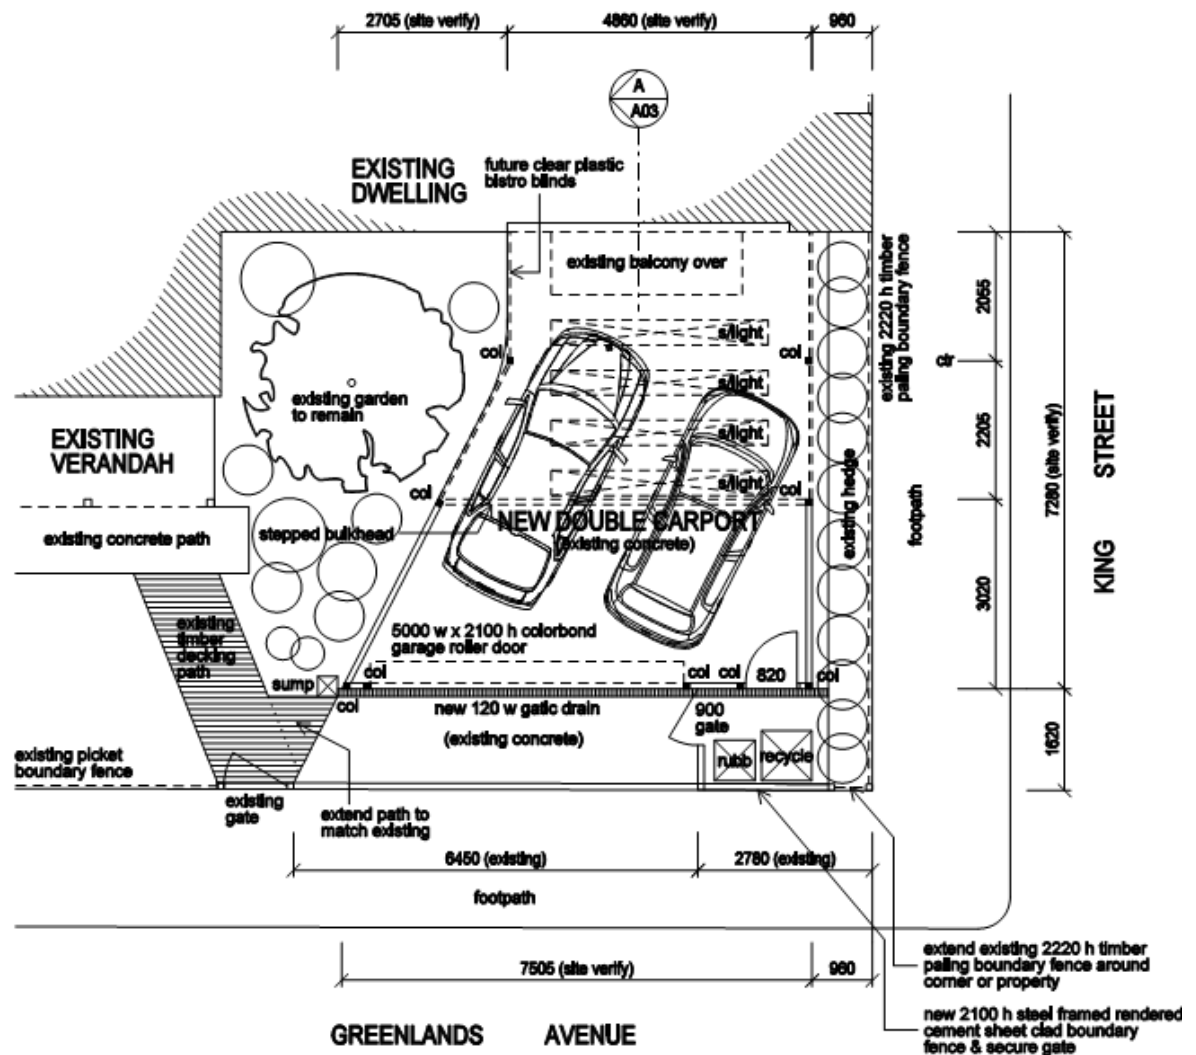 2705 (site verify)
4860 (site verify)
960
A
A03
EXISTING
DWELLING
future clear plastic
bistro blinds
existing balcony over
existing 2220 h timber
paling boundary fence
2055
s/light
col
col
clr
s/light
existing garden
to remain
EXISTING
VERANDAH
s/light
2205
7280 (site verify)
KING STREET
s/light
col
col
existing hedge
footpath
NEW DOUBLE CARPORT
(existing concrete)
stepped bulkhead
existing concrete path
3020
existing
timber
decking
path
5000 w x 2100 h colorbond
garage roller door
sump
col
col
col
820
col
col
new 120 w gatic drain
900
gate
(existing concrete)
1620
rubb
recycle
existing picket
boundary fence
existing
gate
extend path to
match existing
6450 (existing)
2780 (existing)
footpath
7505 (site verify)
960
extend existing 2220 h timber
paling boundary fence around
corner or property
new 2100 h steel framed rendered
cement sheet clad boundary
fence & secure gate
GREENLANDS AVENUE